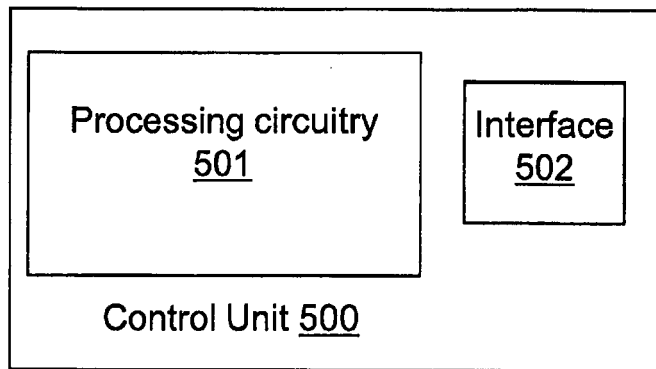 Processing circuitry
501
Interface
502
Control Unit 500